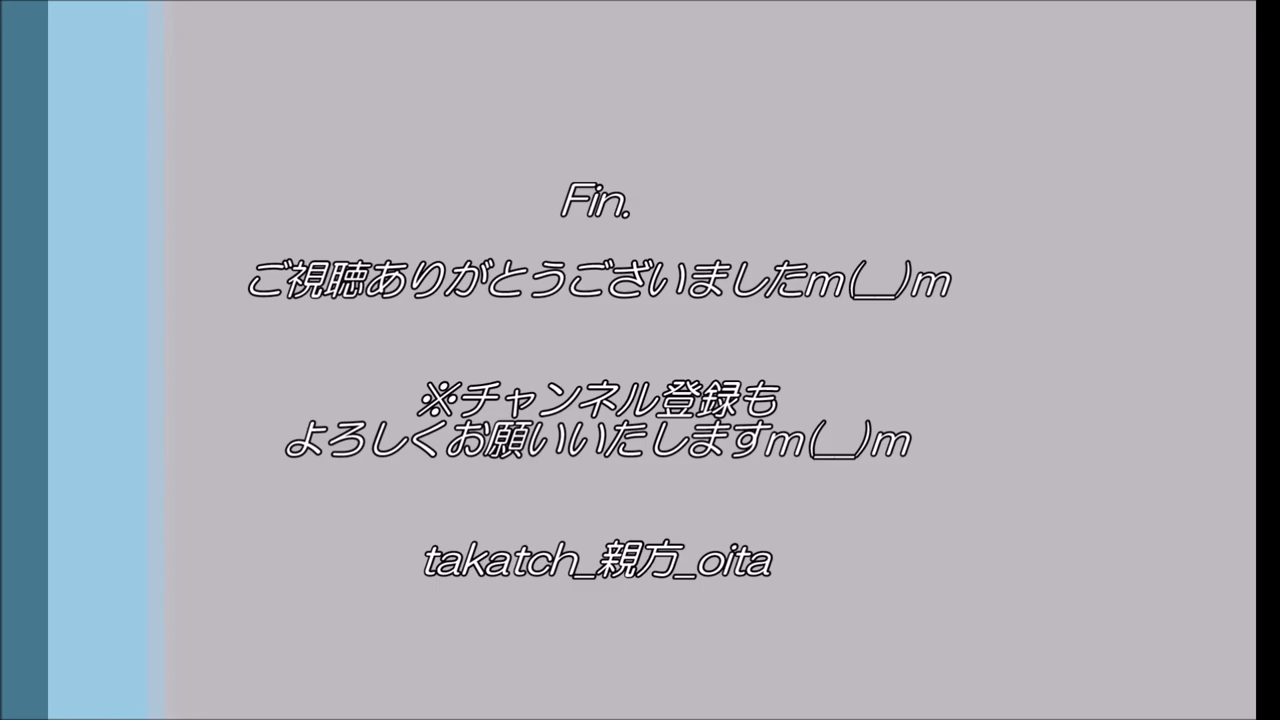 Fin.
ご視聴ありがとうございましたm(__)m
※チャンネル登録も
よろしくお願いいたしますm(__)m
takatch_親方_oita